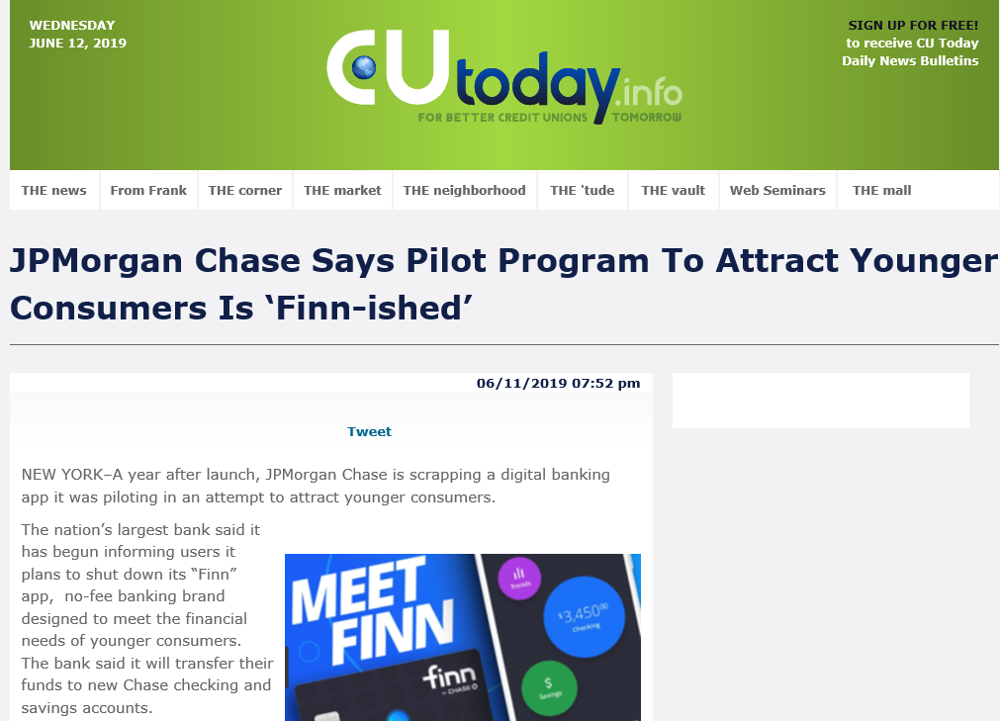 WEDNESDAY
JUNE 12, 2019
SIGN UP FOR FREE!
to receive CU Today
Daily News Bulletins
CUtoday.info
FOR BETTER CREDIT UNIONS TOMORROW
THE news From Frank THE corner THE market THE neighborhood THE 'tude THE vault Web Seminars THE mall
JPMorgan Chase Says Pilot Program To Attract Younger
Consumers Is ‘Finn-ished’
06/11/2019 07:52 pm
Tweet
NEW YORK–A year after launch, JPMorgan Chase is scrapping a digital banking
app it was piloting in an attempt to attract younger consumers.
The nation’s largest bank said it
has begun informing users it
plans to shut down its “Finn”
app,  no-fee banking brand
designed to meet the financial
needs of younger consumers.
The bank said it will transfer their
funds to new Chase checking and
savings accounts.
MEET
FINN
finn
by CHASE
Trends
$3,450⁰⁰
Checking
$
Savings